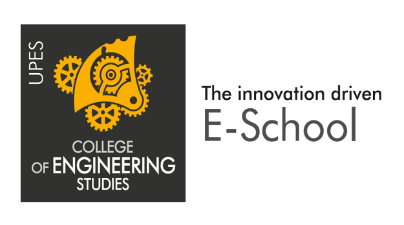 UPES
COLLEGE
OF ENGINEERING
STUDIES
The innovation driven
E-School